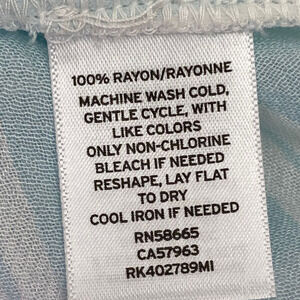 100% RAYON/RAYONNE
MACHINE WASH COLD,
GENTLE CYCLE, WITH
LIKE COLORS
ONLY NON-CHLORINE
BLEACH IF NEEDED
RESHAPE, LAY FLAT
TO DRY
COOL IRON IF NEEDED
RN58665
CA57963
RK402789MI